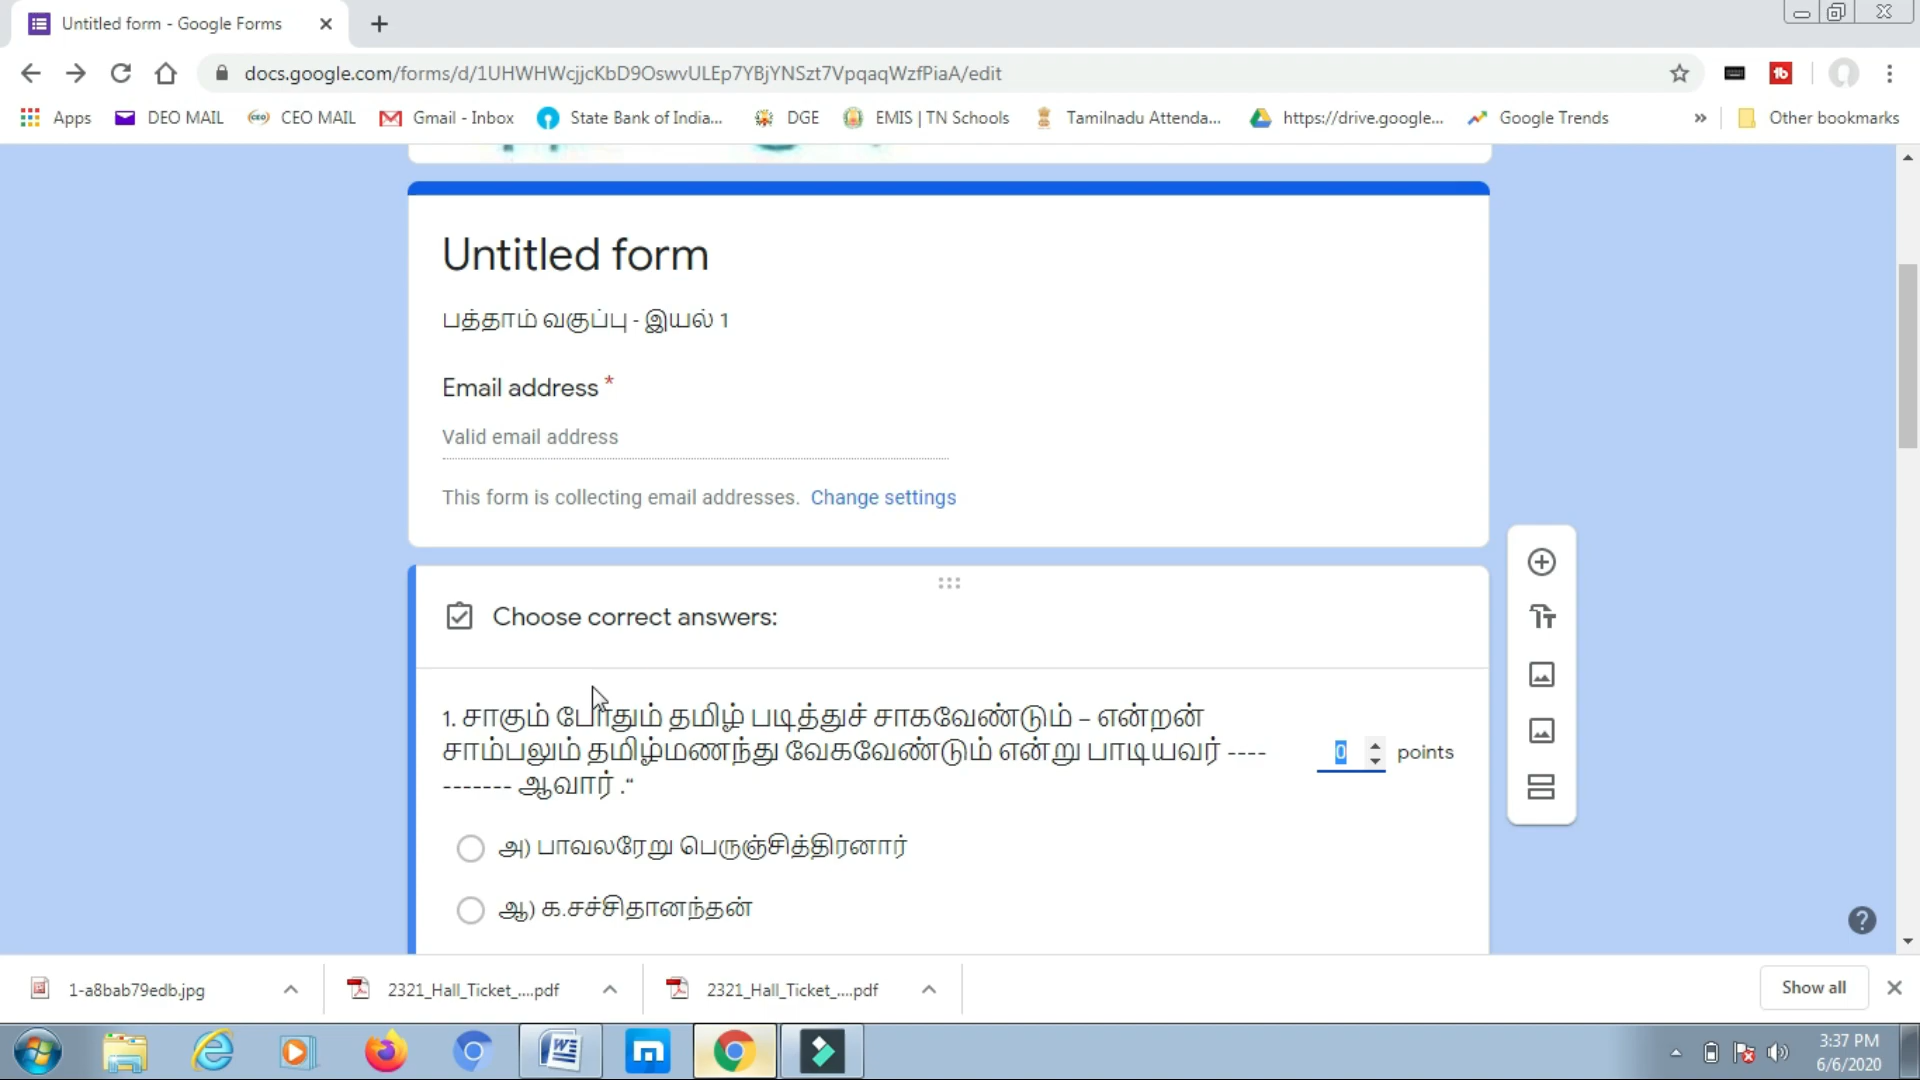 Untitled form - Google Forms
docs.google.com/forms/d/1UHWHWcjjcKbD9OswvULEp7YBjYNSzt7VpqaqWzfPiaA/edit
Apps DEO MAIL CEO MAIL Gmail - Inbox State Bank of India... DGE EMIS | TN Schools Tamilnadu Attenda... https://drive.google... Google Trends » Other bookmarks
Untitled form
பத்தாம் வகுப்பு - இயல் 1
Email address *
Valid email address
This form is collecting email addresses. Change settings
Choose correct answers:
1. சாகும் போதும் தமிழ் படித்துச் சாகவேண்டும் – என்றன்
சாம்பலும் தமிழ்மணந்து வேகவேண்டும் என்று பாடியவர் ----
------- ஆவார் .“
0 points
அ) பாவலரேறு பெருஞ்சித்திரனார்
ஆ) க.சச்சிதானந்தன்
1-a8bab79edb.jpg 2321_Hall_Ticket_....pdf 2321_Hall_Ticket_....pdf Show all
3:37 PM
6/6/2020